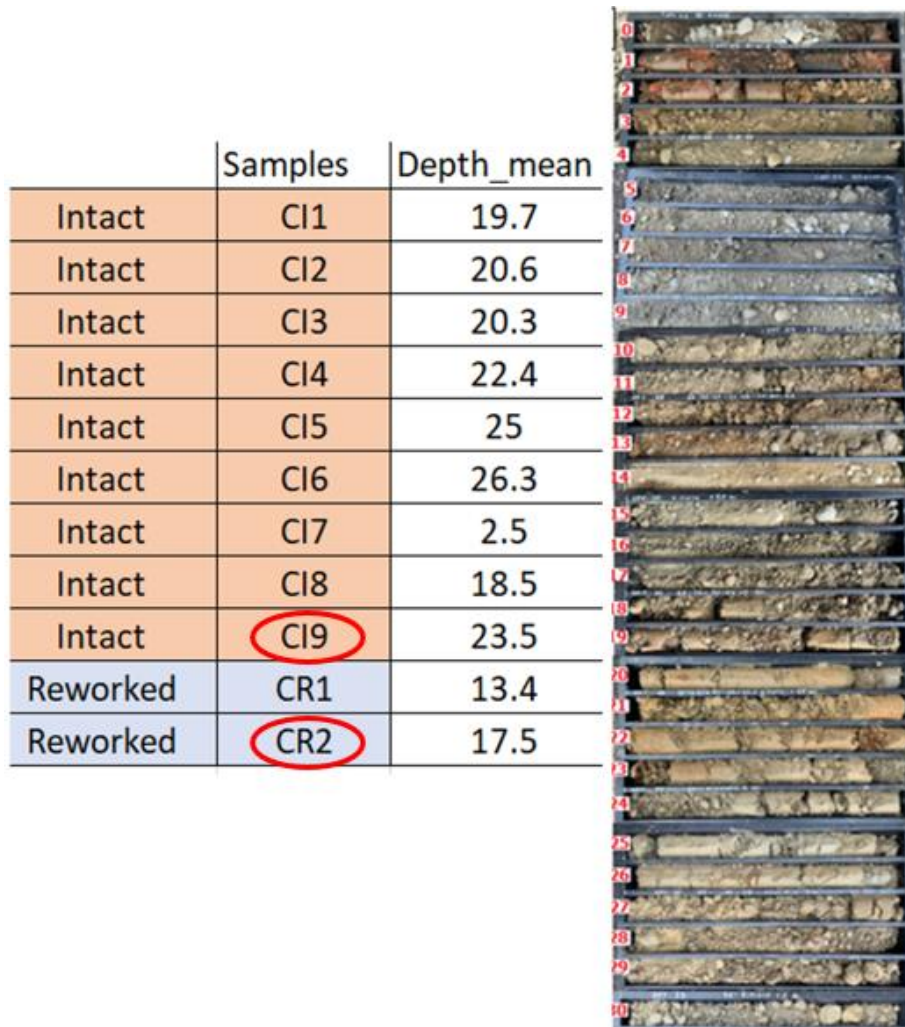 Samples Depth_mean
Intact CI1 19.7
Intact CI2 20.6
Intact CI3 20.3
Intact CI4 22.4
Intact CI5 25
Intact CI6 26.3
Intact CI7 2.5
Intact CI8 18.5
Intact CI9 23.5
Reworked CR1 13.4
Reworked CR2 17.5
0
1
2
3
4
5
6
7
8
9
10
11
12
13
14
15
16
17
18
19
20
21
22
23
24
25
26
27
28
29
30